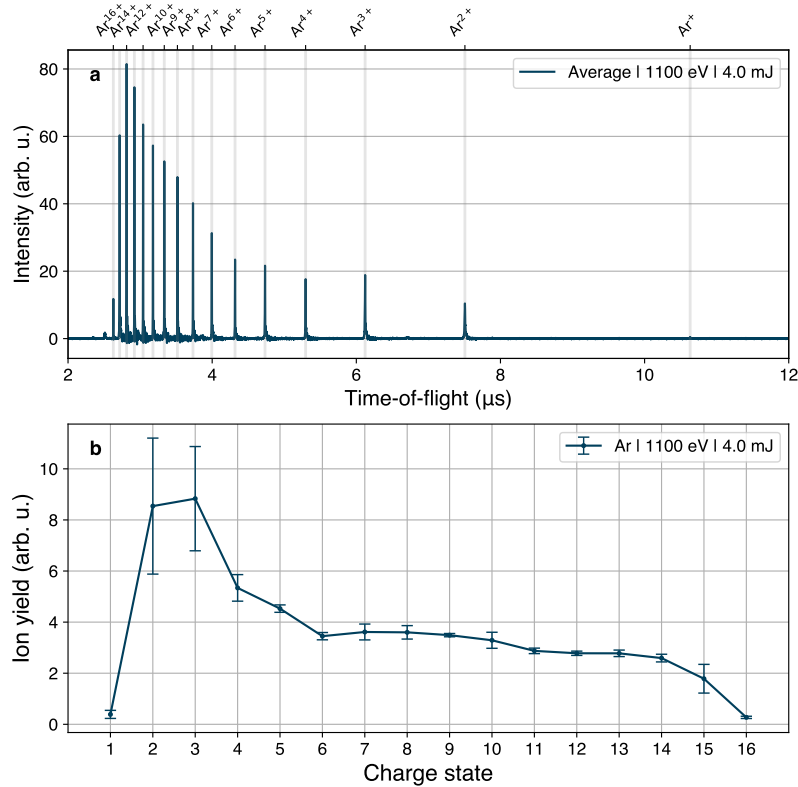 Ar¹⁶⁺ Ar¹⁴⁺ Ar¹²⁺ Ar¹⁰⁺ Ar⁹⁺ Ar⁸⁺ Ar⁷⁺ Ar⁶⁺ Ar⁵⁺ Ar⁴⁺ Ar³⁺ Ar²⁺ Ar⁺
a
Average | 1100 eV | 4.0 mJ
Intensity (arb. u.)
80
60
40
20
0
2 4 6 8 10 12
Time-of-flight (μs)
b
Ar | 1100 eV | 4.0 mJ
Ion yield (arb. u.)
10
8
6
4
2
0
1 2 3 4 5 6 7 8 9 10 11 12 13 14 15 16
Charge state